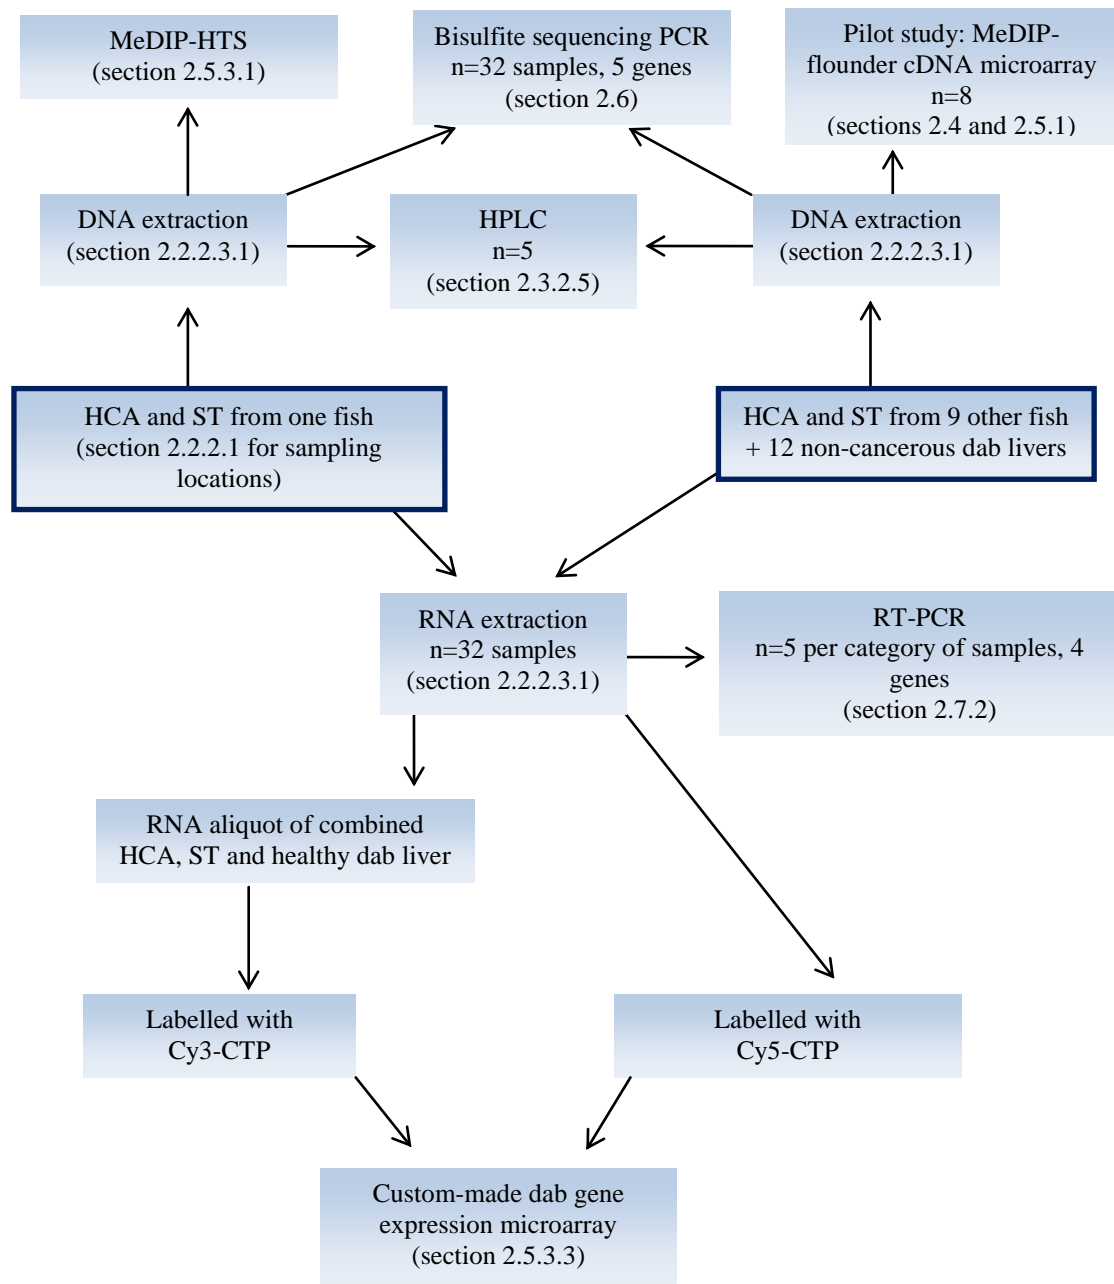 MeDIP-HTS
(section 2.5.3.1)
Bisulfite sequencing PCR
n=32 samples, 5 genes
(section 2.6)
Pilot study: MeDIP-
flounder cDNA microarray
n=8
(sections 2.4 and 2.5.1)
DNA extraction
(section 2.2.2.3.1)
HPLC
n=5
(section 2.3.2.5)
DNA extraction
(section 2.2.2.3.1)
HCA and ST from one fish
(section 2.2.2.1 for sampling
locations)
HCA and ST from 9 other fish
+ 12 non-cancerous dab livers
RNA extraction
n=32 samples
(section 2.2.2.3.1)
RT-PCR
n=5 per category of samples, 4
genes
(section 2.7.2)
RNA aliquot of combined
HCA, ST and healthy dab liver
Labelled with
Cy3-CTP
Labelled with
Cy5-CTP
Custom-made dab gene
expression microarray
(section 2.5.3.3)